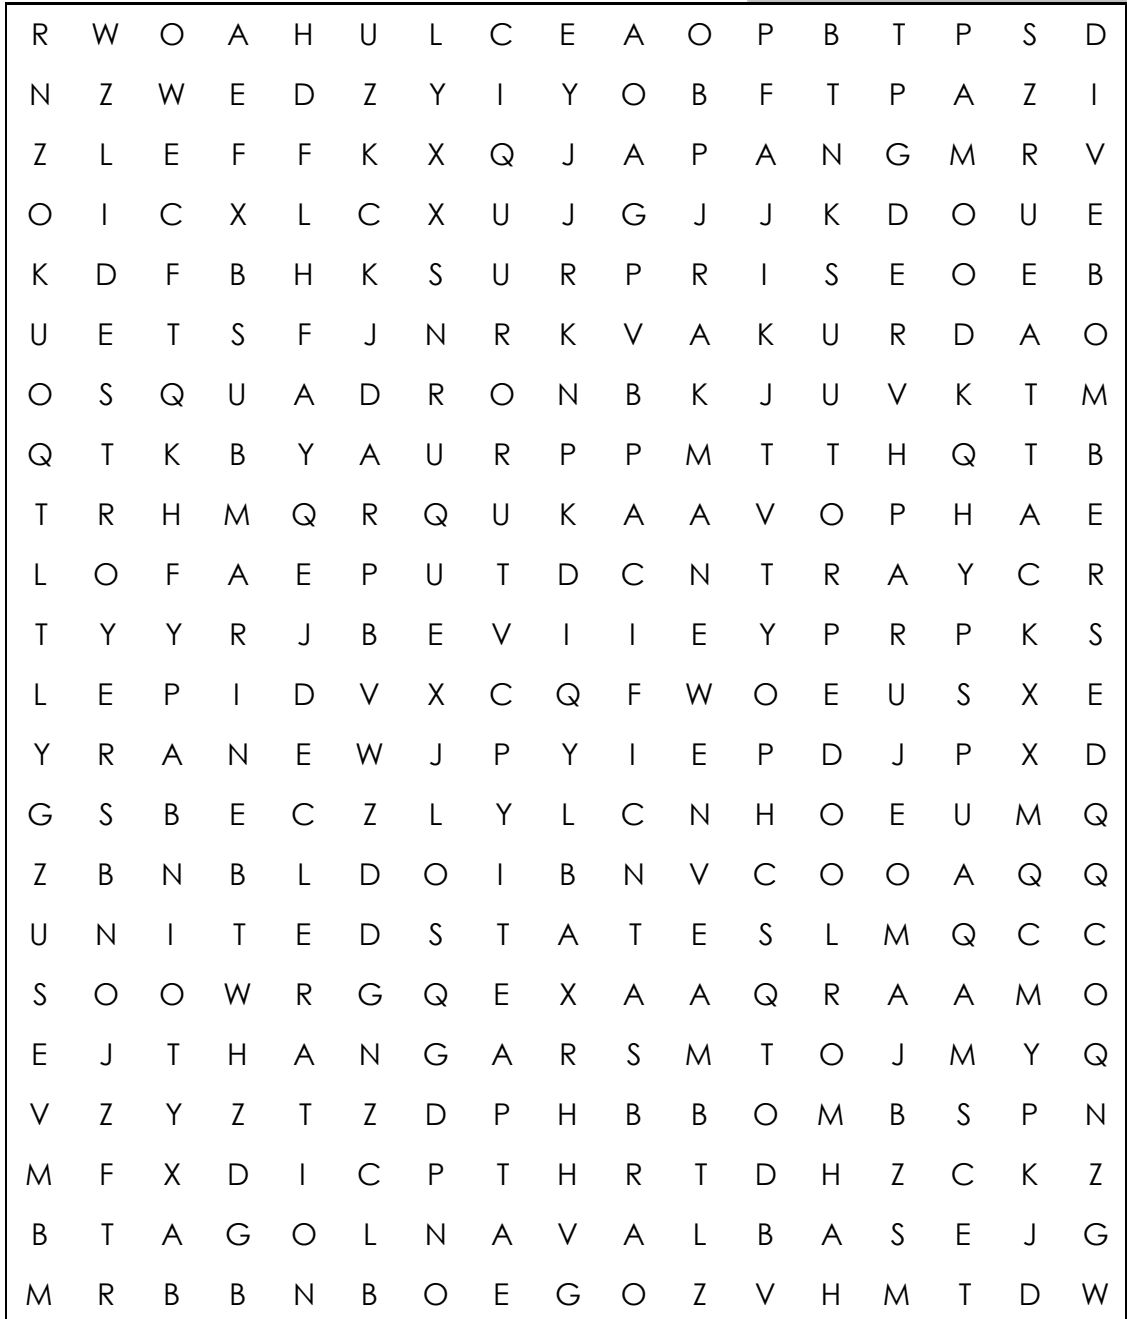 R W O A H U L C E A O P B T P S D
N Z W E D Z Y I Y O B F T P A Z I
Z L E F F K X Q J A P A N G M R V
O I C X L C X U J G J J K D O U E
K D F B H K S U R P R I S E O E B
U E T S F J N R K V A K U R D A O
O S Q U A D R O N B K J U V K T M
Q T K B Y A U R P P M T T H Q T B
T R H M Q R Q U K A A V O P H A E
L O F A E P U T D C N T R A Y C R
T Y Y R J B E V I I E Y P R P K S
L E P I D V X C Q F W O E U S X E
Y R A N E W J P Y I E P D J P X D
G S B E C Z L Y L C N H O E U M Q
Z B N B L D O I B N V C O O A Q Q
U N I T E D S T A T E S L M Q C C
S O O W R G Q E X A A Q R A A M O
E J T H A N G A R S M T O J M Y Q
V Z Y Z T Z D P H B B O M B S P N
M F X D I C P T H R T D H Z C K Z
B T A G O L N A V A L B A S E J G
M R B B N B O E G O Z V H M T D W